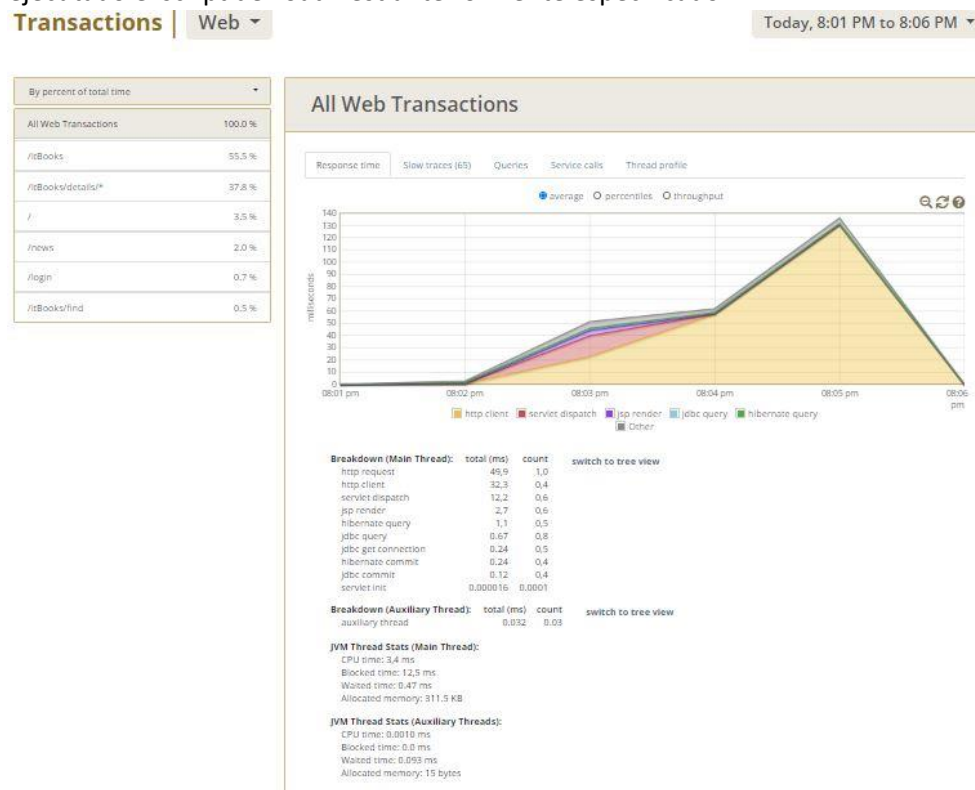 Transactions | Web
Today, 8:01 PM to 8:06 PM
By percent of total time
All Web Transactions 100.0 %
/itBooks 55.5 %
/itBooks/details/* 37.8 %
/ 3.5 %
/news 2.0 %
/login 0.7 %
/itBooks/find 0.5 %
All Web Transactions
Response time Slow traces (65) Queries Service calls Thread profile
average percentiles throughput
milliseconds
140
130
120
110
100
90
80
70
60
50
40
30
20
10
0
08:01 pm 08:02 pm 08:03 pm 08:04 pm 08:05 pm 08:06 pm
http client servlet dispatch jsp render jdbc query hibernate query
Other
Breakdown (Main Thread): total (ms) count switch to tree view
http request 49,9 1,0
http client 32,3 0,4
servlet dispatch 12,2 0,6
jsp render 2,7 0,6
hibernate query 1,1 0,5
jdbc query 0.67 0,8
jdbc get connection 0.24 0,5
hibernate commit 0.24 0,4
jdbc commit 0.12 0,4
servlet init 0.000016 0.0001
Breakdown (Auxiliary Thread): total (ms) count switch to tree view
auxiliary thread 0.032 0.03
JVM Thread Stats (Main Thread):
CPU time: 3,4 ms
Blocked time: 12,5 ms
Waited time: 0.47 ms
Allocated memory: 311.5 KB
JVM Thread Stats (Auxiliary Threads):
CPU time: 0.0010 ms
Blocked time: 0.0 ms
Waited time: 0.093 ms
Allocated memory: 15 bytes